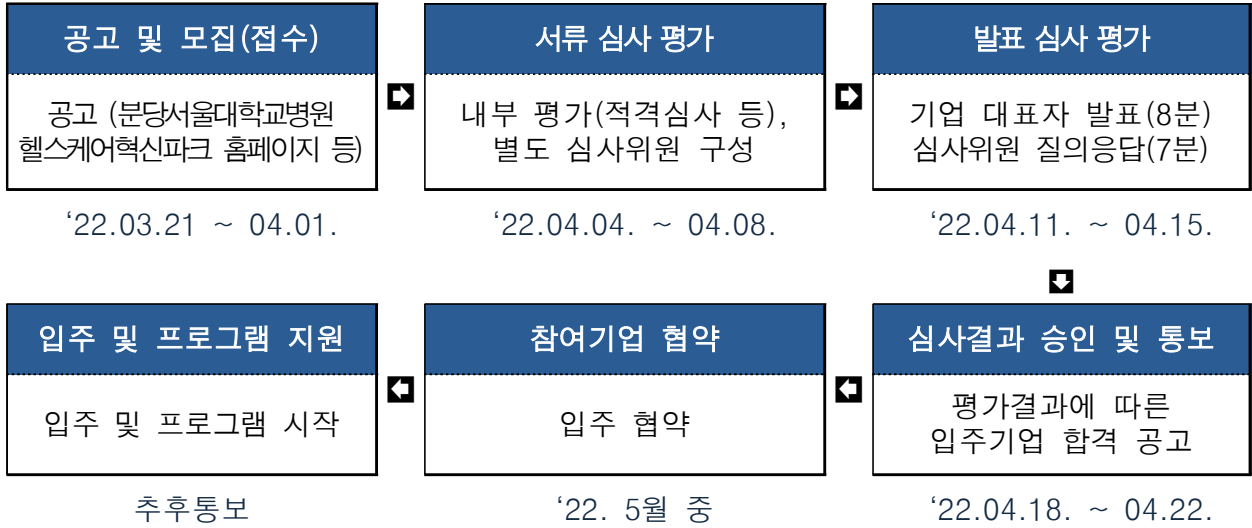 공고 및 모집(접수)
공고 (분당서울대학교병원
헬스케어혁신파크 홈페이지 등)
‘22.03.21 ~ 04.01.
서류 심사 평가
내부 평가(적격심사 등),
별도 심사위원 구성
‘22.04.04. ~ 04.08.
발표 심사 평가
기업 대표자 발표(8분)
심사위원 질의응답(7분)
‘22.04.11. ~ 04.15.
심사결과 승인 및 통보
평가결과에 따른
입주기업 합격 공고
‘22.04.18. ~ 04.22.
참여기업 협약
입주 협약
‘22. 5월 중
입주 및 프로그램 지원
입주 및 프로그램 시작
추후통보